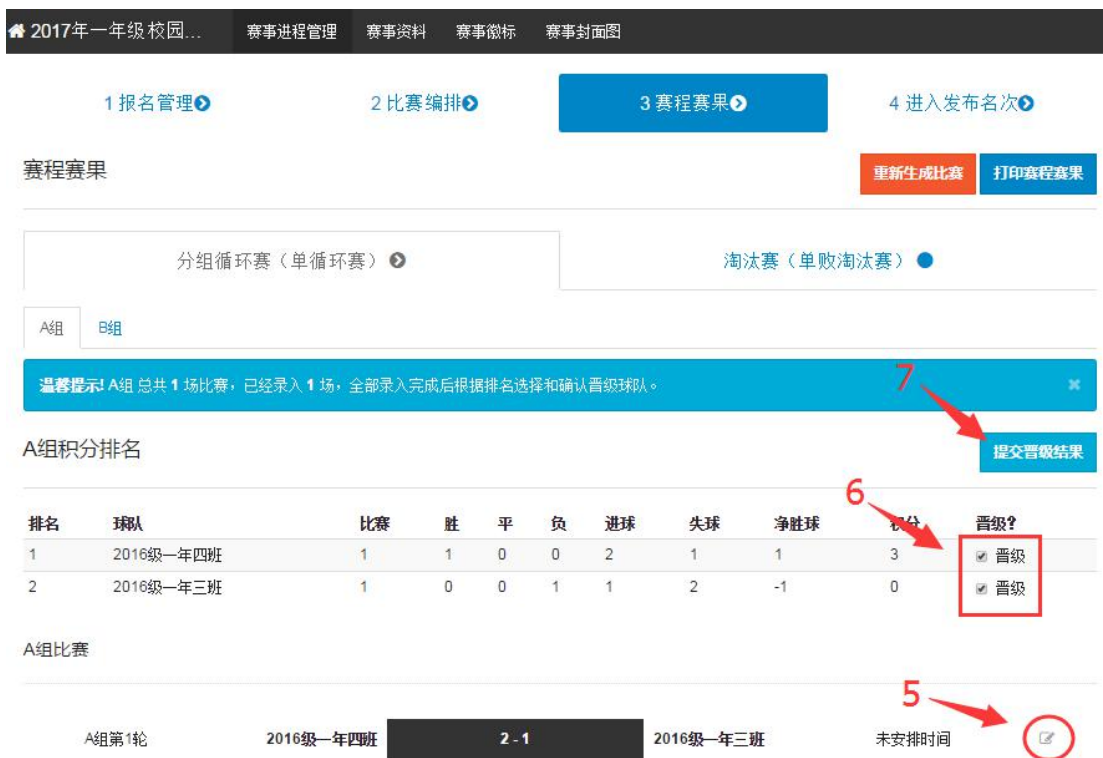 2017年一年级校园... 赛事进程管理 赛事资料 赛事徽标 赛事封面图
1 报名管理 2 比赛编排 3 赛程赛果 4 进入发布名次
赛程赛果 重新生成比赛 打印赛程赛果
分组循环赛（单循环赛） 淘汰赛（单败淘汰赛）
A组 B组
温馨提示! A组 总共 1 场比赛，已经录入 1 场，全部录入完成后根据排名选择和确认晋级球队。 ×
7
A组积分排名 提交晋级结果
6
排名 球队 比赛 胜 平 负 进球 失球 净胜球 积分 晋级?
1 2016级一年四班 1 1 0 0 2 1 1 3 晋级
2 2016级一年三班 1 0 0 1 1 2 -1 0 晋级
A组比赛
5
A组第1轮 2016级一年四班 2 - 1 2016级一年三班 未安排时间